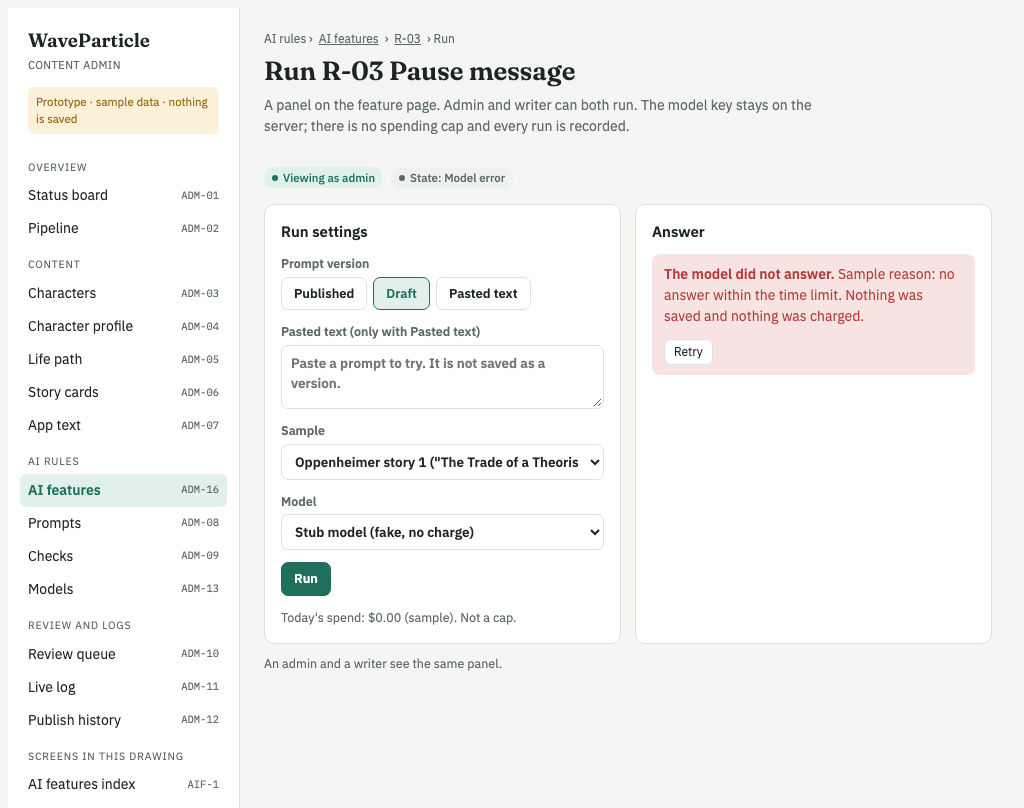 WaveParticle
CONTENT ADMIN
Prototype · sample data · nothing
is saved
OVERVIEW
Status board ADM-01
Pipeline ADM-02
CONTENT
Characters ADM-03
Character profile ADM-04
Life path ADM-05
Story cards ADM-06
App text ADM-07
AI RULES
AI features ADM-16
Prompts ADM-08
Checks ADM-09
Models ADM-13
REVIEW AND LOGS
Review queue ADM-10
Live log ADM-11
Publish history ADM-12
SCREENS IN THIS DRAWING
AI features index AIF-1
AI rules › AI features › R-03 › Run
Run R-03 Pause message
A panel on the feature page. Admin and writer can both run. The model key stays on the
server; there is no spending cap and every run is recorded.
Viewing as admin State: Model error
Run settings
Prompt version
Published Draft Pasted text
Pasted text (only with Pasted text)
Paste a prompt to try. It is not saved as a
version.
Sample
Oppenheimer story 1 ("The Trade of a Theoris
Model
Stub model (fake, no charge)
Run
Today's spend: $0.00 (sample). Not a cap.
Answer
The model did not answer. Sample reason: no
answer within the time limit. Nothing was
saved and nothing was charged.
Retry
An admin and a writer see the same panel.